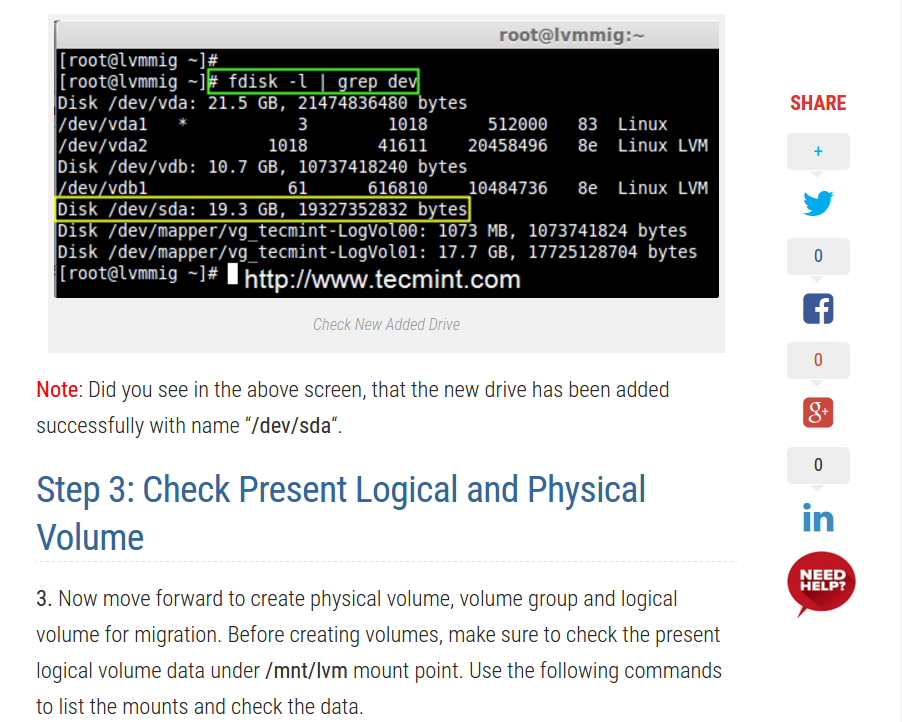 root@lvmmig:~
[root@lvmmig ~]#
[root@lvmmig ~]# fdisk -l | grep dev
Disk /dev/vda: 21.5 GB, 21474836480 bytes
/dev/vda1   *           3        1018      512000   83  Linux
/dev/vda2            1018       41611    20458496   8e  Linux LVM
Disk /dev/vdb: 10.7 GB, 10737418240 bytes
/dev/vdb1              61      616810    10484736   8e  Linux LVM
Disk /dev/sda: 19.3 GB, 19327352832 bytes
Disk /dev/mapper/vg_tecmint-LogVol00: 1073 MB, 1073741824 bytes
Disk /dev/mapper/vg_tecmint-LogVol01: 17.7 GB, 17725128704 bytes
[root@lvmmig ~]# http://www.tecmint.com
Check New Added Drive
Note: Did you see in the above screen, that the new drive has been added
successfully with name “/dev/sda“.
Step 3: Check Present Logical and Physical
Volume
3. Now move forward to create physical volume, volume group and logical
volume for migration. Before creating volumes, make sure to check the present
logical volume data under /mnt/lvm mount point. Use the following commands
to list the mounts and check the data.
SHARE
+
0
0
g+
0
in
NEED
HELP?